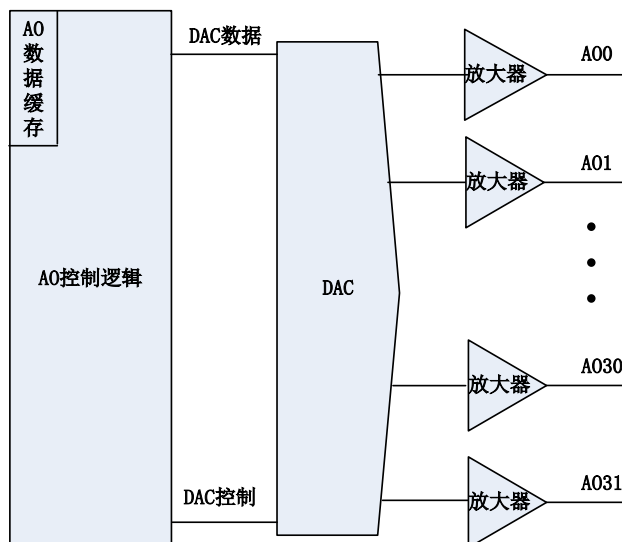 AO
数
据
缓
存
DAC数据
放大器
AO0
放大器
AO1
AO控制逻辑
DAC
放大器
AO30
DAC控制
放大器
AO31